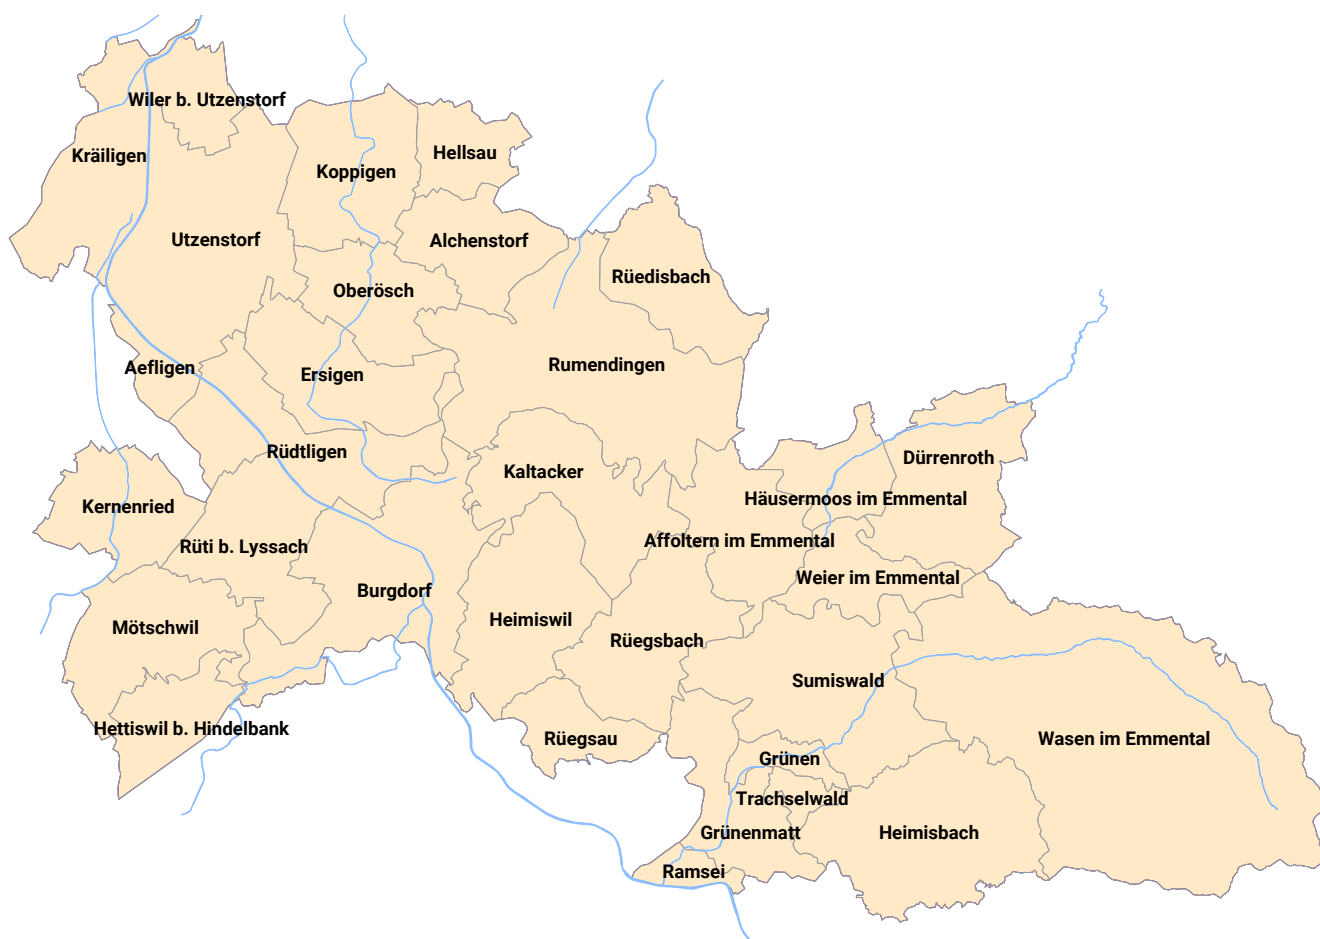 Wiler b. Utzenstorf
Kräiligen
Hellsau
Koppigen
Utzenstorf
Alchenstorf
Rüedisbach
Oberösch
Aefligen
Ersigen
Rumendingen
Rüdtligen
Kaltacker
Dürrenroth
Häusermoos im Emmental
Kernenried
Affoltern im Emmental
Rüti b. Lyssach
Weier im Emmental
Burgdorf
Heimiswil
Mötschwil
Rüegsbach
Sumiswald
Hettiswil b. Hindelbank
Rüegsau
Wasen im Emmental
Grünen
Trachselwald
Grünenmatt
Heimisbach
Ramsei